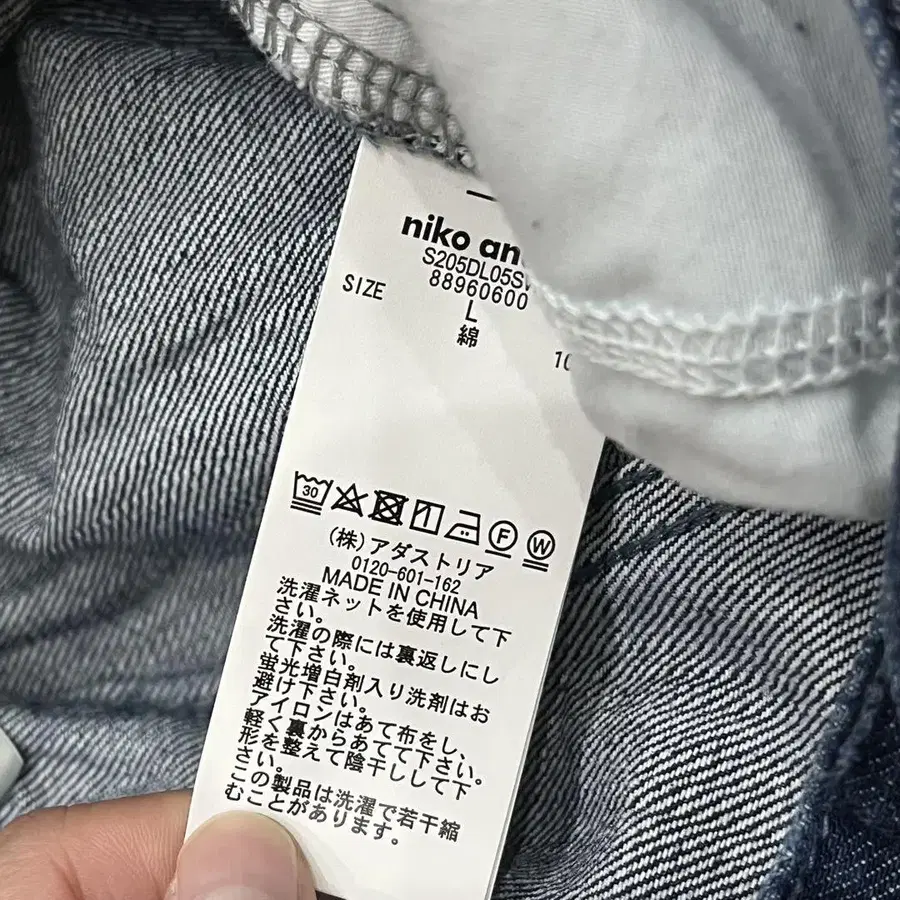 niko an
S205DL05S
88960600
SIZE
L
綿
10
30
F
W
(株)アダストリア
0120-601-162
MADE IN CHINA
洗濯ネットを使用して下
さい。
洗濯の際には裏返しにし
て下さい。
蛍光増白剤入り洗剤はお
避け下さい。
アイロンはあて布をし、
軽く裏からあてて下さい。
形を整えて陰干しして下
さい。
この製品は洗濯で若干縮
むことがあります。